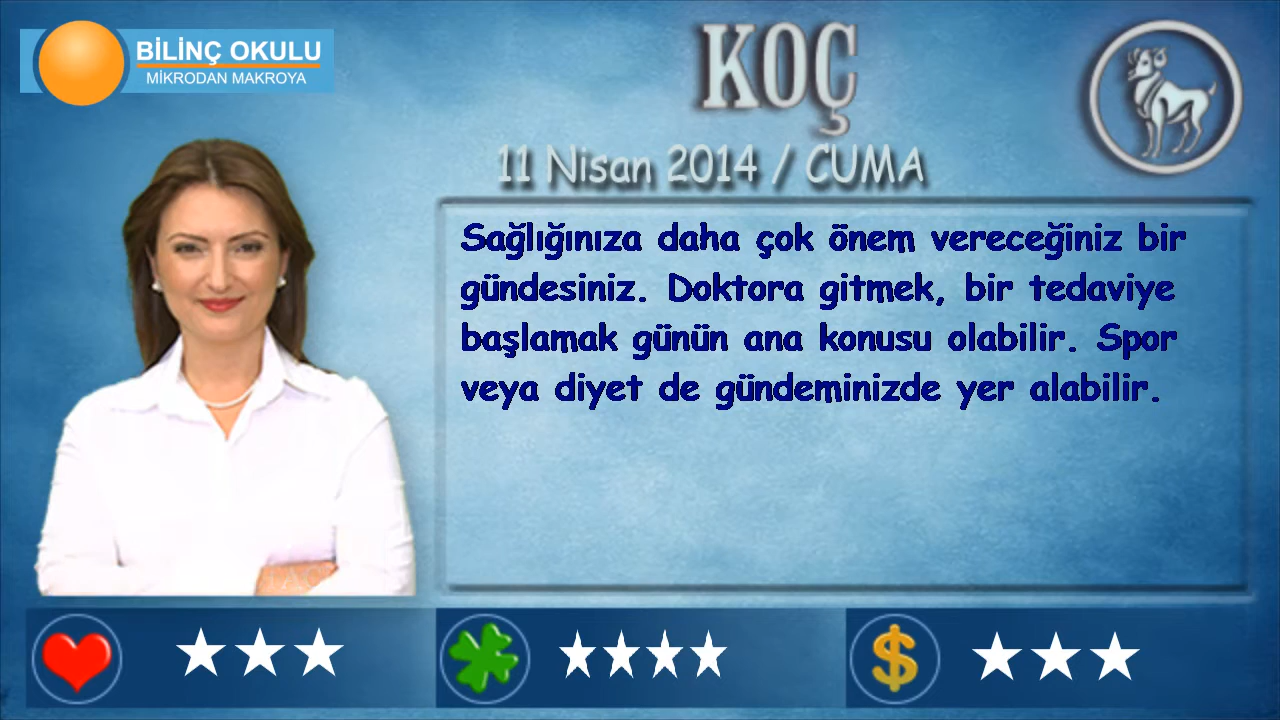 BİLİNÇ OKULU
MİKRODAN MAKROYA
KOÇ
11 Nisan 2014 / CUMA
Sağlığınıza daha çok önem vereceğiniz bir
gündesiniz. Doktora gitmek, bir tedaviye
başlamak günün ana konusu olabilir. Spor
veya diyet de gündeminizde yer alabilir.
$